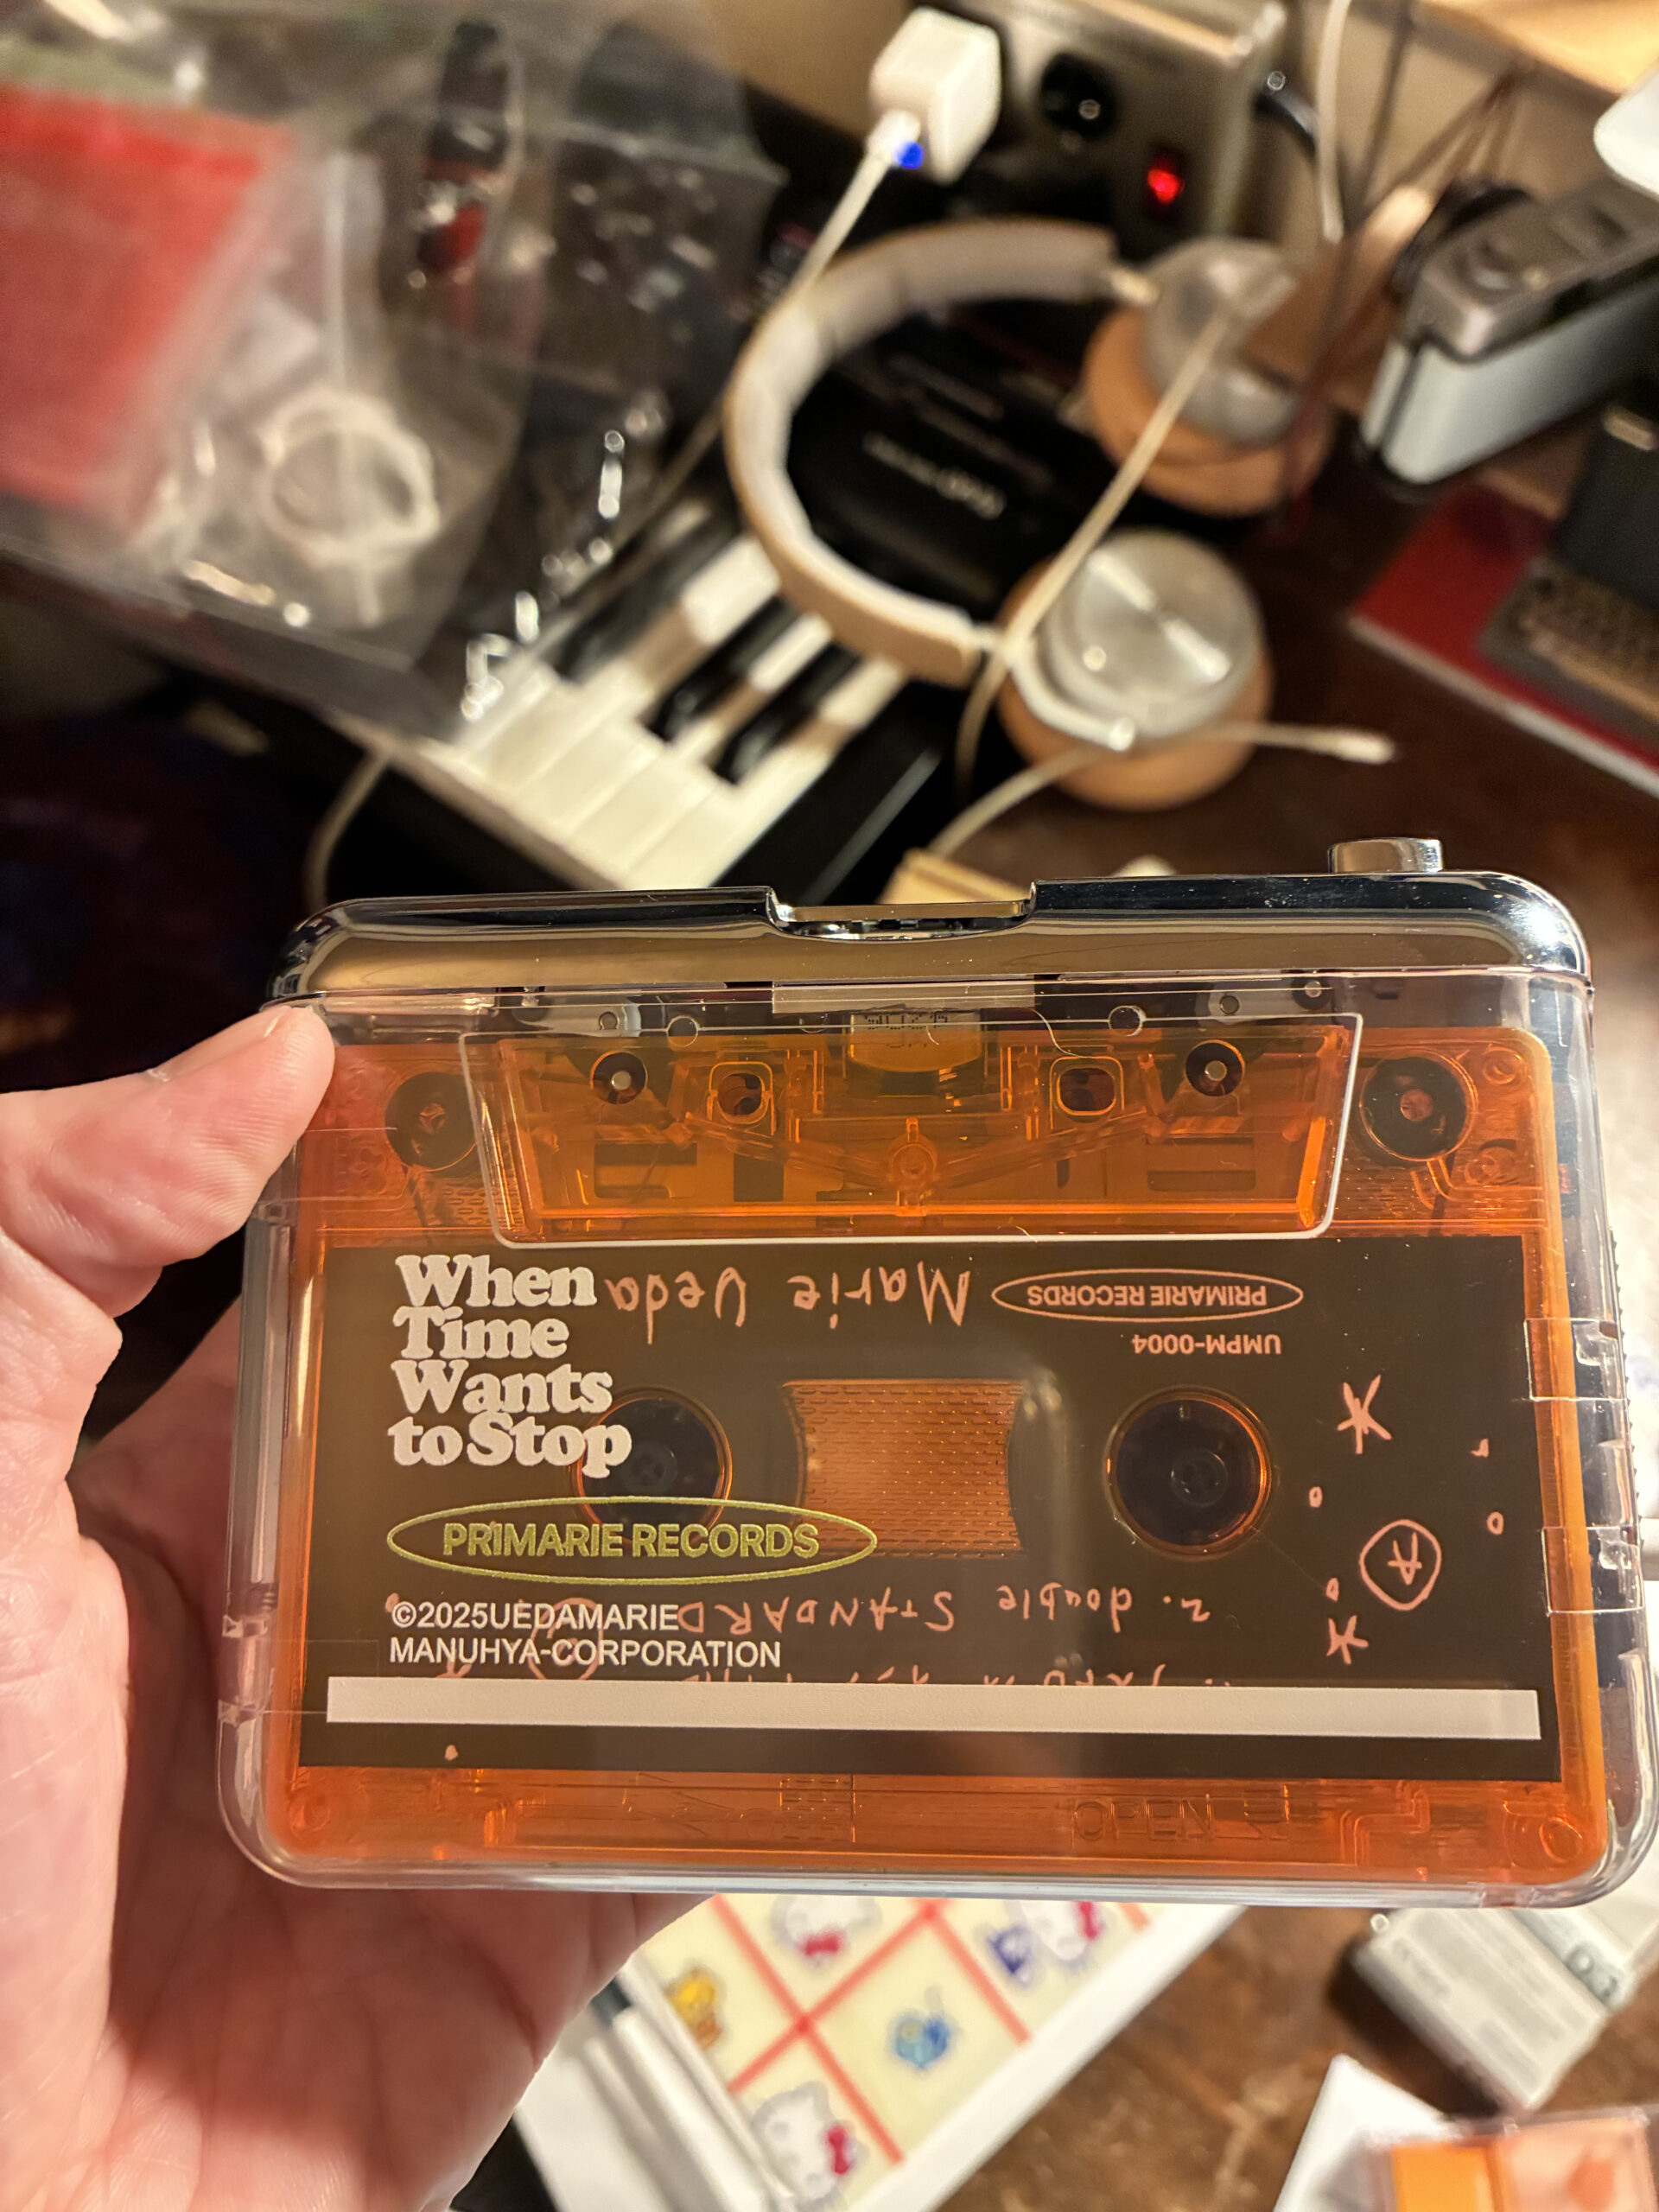 When
Time
Wants
to Stop
PRIMARIE RECORDS
©2025UEDAMARIE
MANUHYA-CORPORATION
Marie Ueda
PRIMARIE RECORDS
UMPM-0004
A
2. double STANDARD
OPEN